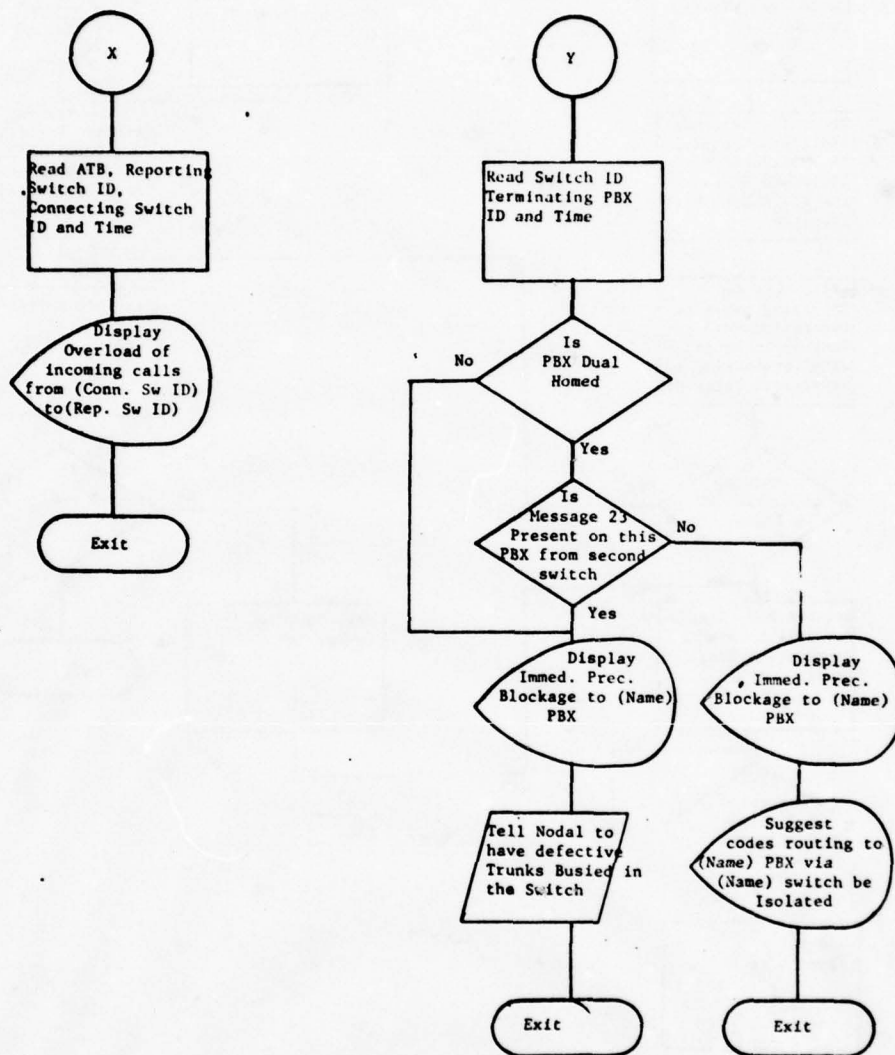 X
Read ATB, Reporting
Switch ID,
Connecting Switch
ID and Time
Display
Overload of
incoming calls
from (Conn. Sw ID)
to(Rep. Sw ID)
Exit
Y
Read Switch ID
Terminating PBX
ID and Time
Is
PBX Dual
Homed
No
Yes
Is
Message 23
Present on this
PBX from second
switch
No
Yes
Display
Immed. Prec.
Blockage to (Name)
PBX
Tell Nodal to
have defective
Trunks Busied in
the Switch
Exit
Display
Immed. Prec.
Blockage to (Name)
PBX
Suggest
codes routing to
(Name) PBX via
(Name) switch be
Isolated
Exit